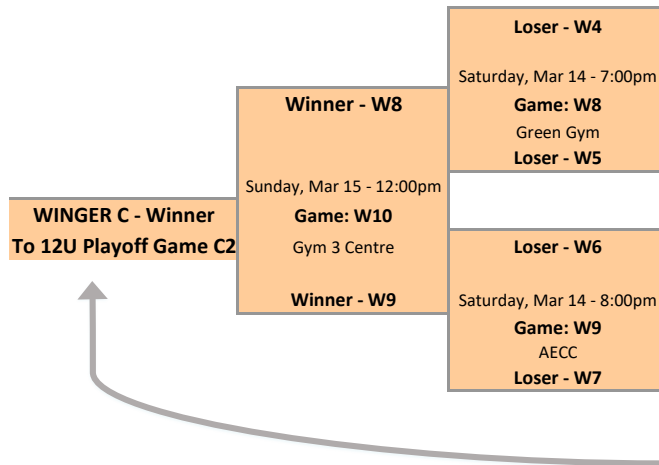 Loser - W4
Saturday, Mar 14 - 7:00pm
Game: W8
Green Gym
Loser - W5
Winner - W8
Sunday, Mar 15 - 12:00pm
Game: W10
Gym 3 Centre
Winner - W9
WINGER C - Winner
To 12U Playoff Game C2
Loser - W6
Saturday, Mar 14 - 8:00pm
Game: W9
AECC
Loser - W7